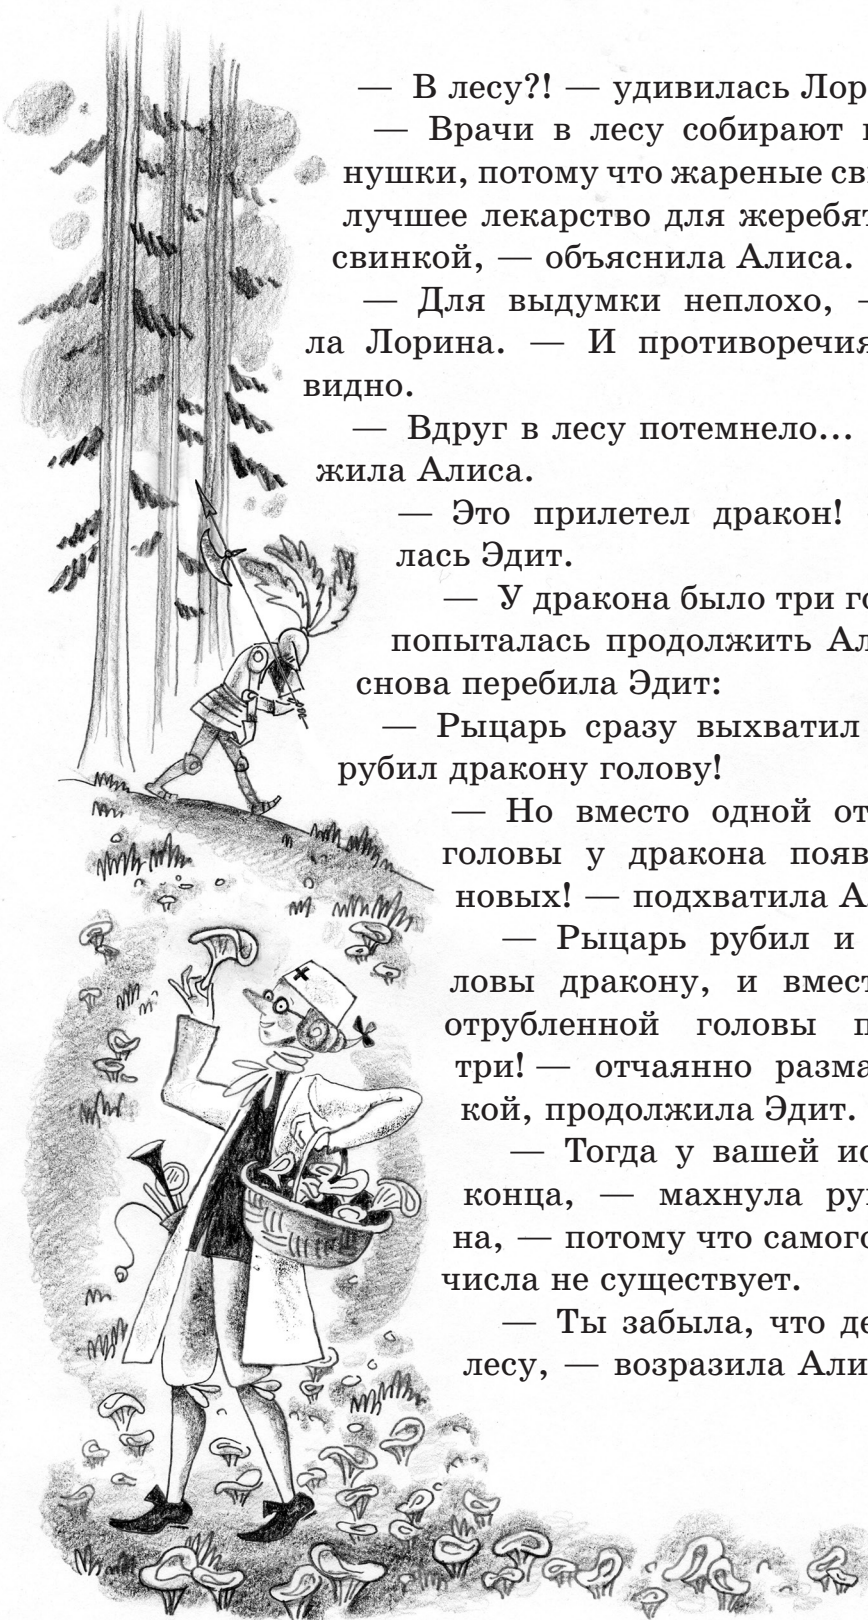 — В лесу?! — удивилась Лор
— Врачи в лесу собирают
нушки, потому что жареные св
лучшее лекарство для жеребят
свинкой, — объяснила Алиса.
— Для выдумки неплохо, —
ла Лорина. — И противоречия
видно.
— Вдруг в лесу потемнело...
жила Алиса.
— Это прилетел дракон!
лась Эдит.
— У дракона было три го
попыталась продолжить Ал
снова перебила Эдит:
— Рыцарь сразу выхватил
рубил дракону голову!
— Но вместо одной от
головы у дракона появ
новых! — подхватила А
— Рыцарь рубил и
ловы дракону, и вмест
отрубленной головы п
три! — отчаянно разма
кой, продолжила Эдит.
— Тогда у вашей ис
конца, — махнула ру
на, — потому что самого
числа не существует.
— Ты забыла, что де
лесу, — возразила Али